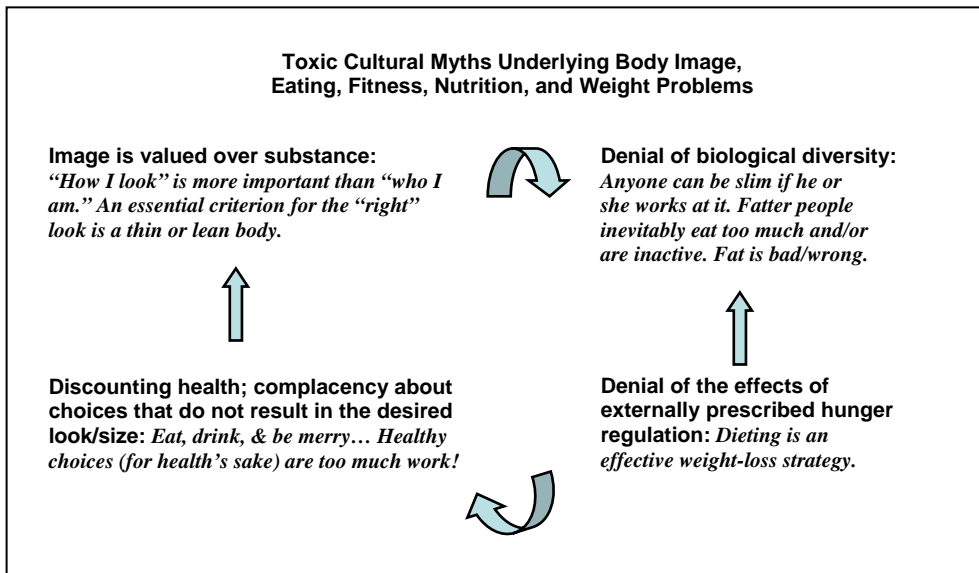 Toxic Cultural Myths Underlying Body Image,
Eating, Fitness, Nutrition, and Weight Problems
Image is valued over substance:
“How I look” is more important than “who I
am.” An essential criterion for the “right”
look is a thin or lean body.
Denial of biological diversity:
Anyone can be slim if he or
she works at it. Fatter people
inevitably eat too much and/or
are inactive. Fat is bad/wrong.
Discounting health; complacency about
choices that do not result in the desired
look/size: Eat, drink, & be merry… Healthy
choices (for health’s sake) are too much work!
Denial of the effects of
externally prescribed hunger
regulation: Dieting is an
effective weight-loss strategy.